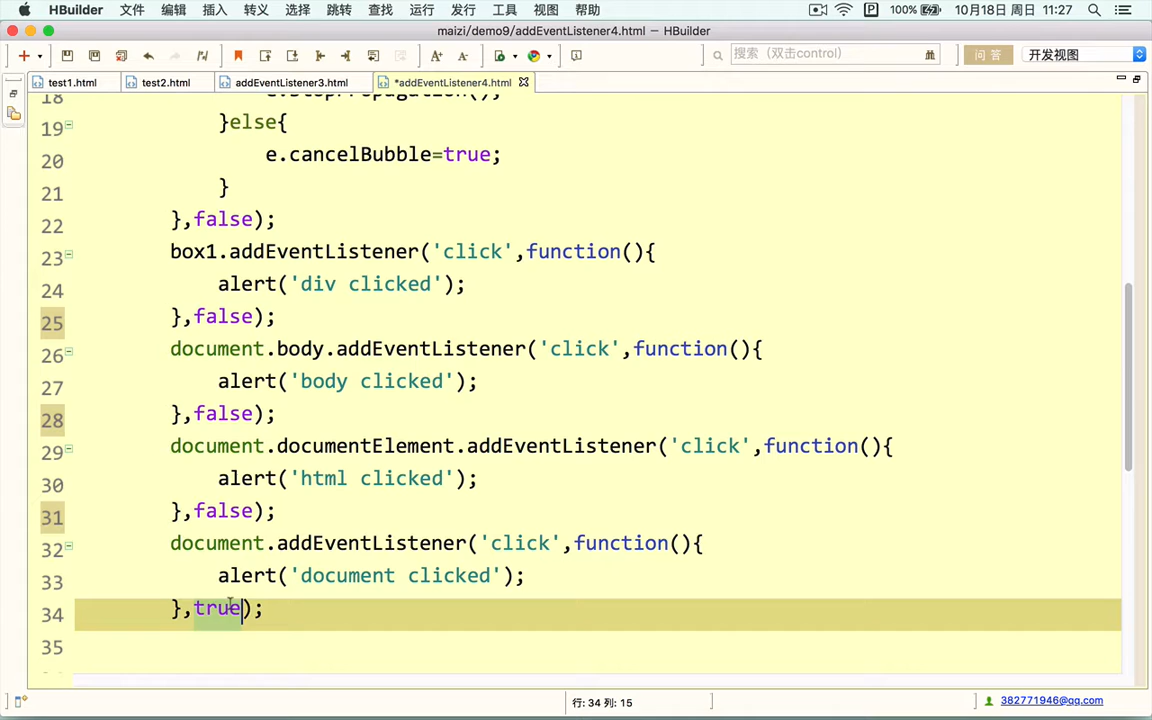 HBuilder 文件 编辑 插入 转义 选择 跳转 查找 运行 发行 工具 视图 帮助 100% 10月18日 周日 11:27
maizi/demo9/addEventListener4.html — HBuilder
搜索（双击control） 问 答 开发视图
test1.html test2.html addEventListener3.html *addEventListener4.html
18 e.stopPropagation();
19 }else{
20 e.cancelBubble=true;
21 }
22 },false);
23 box1.addEventListener('click',function(){
24 alert('div clicked');
25 },false);
26 document.body.addEventListener('click',function(){
27 alert('body clicked');
28 },false);
29 document.documentElement.addEventListener('click',function(){
30 alert('html clicked');
31 },false);
32 document.addEventListener('click',function(){
33 alert('document clicked');
34 },true);
35
行: 34 列: 15 382771946@qq.com